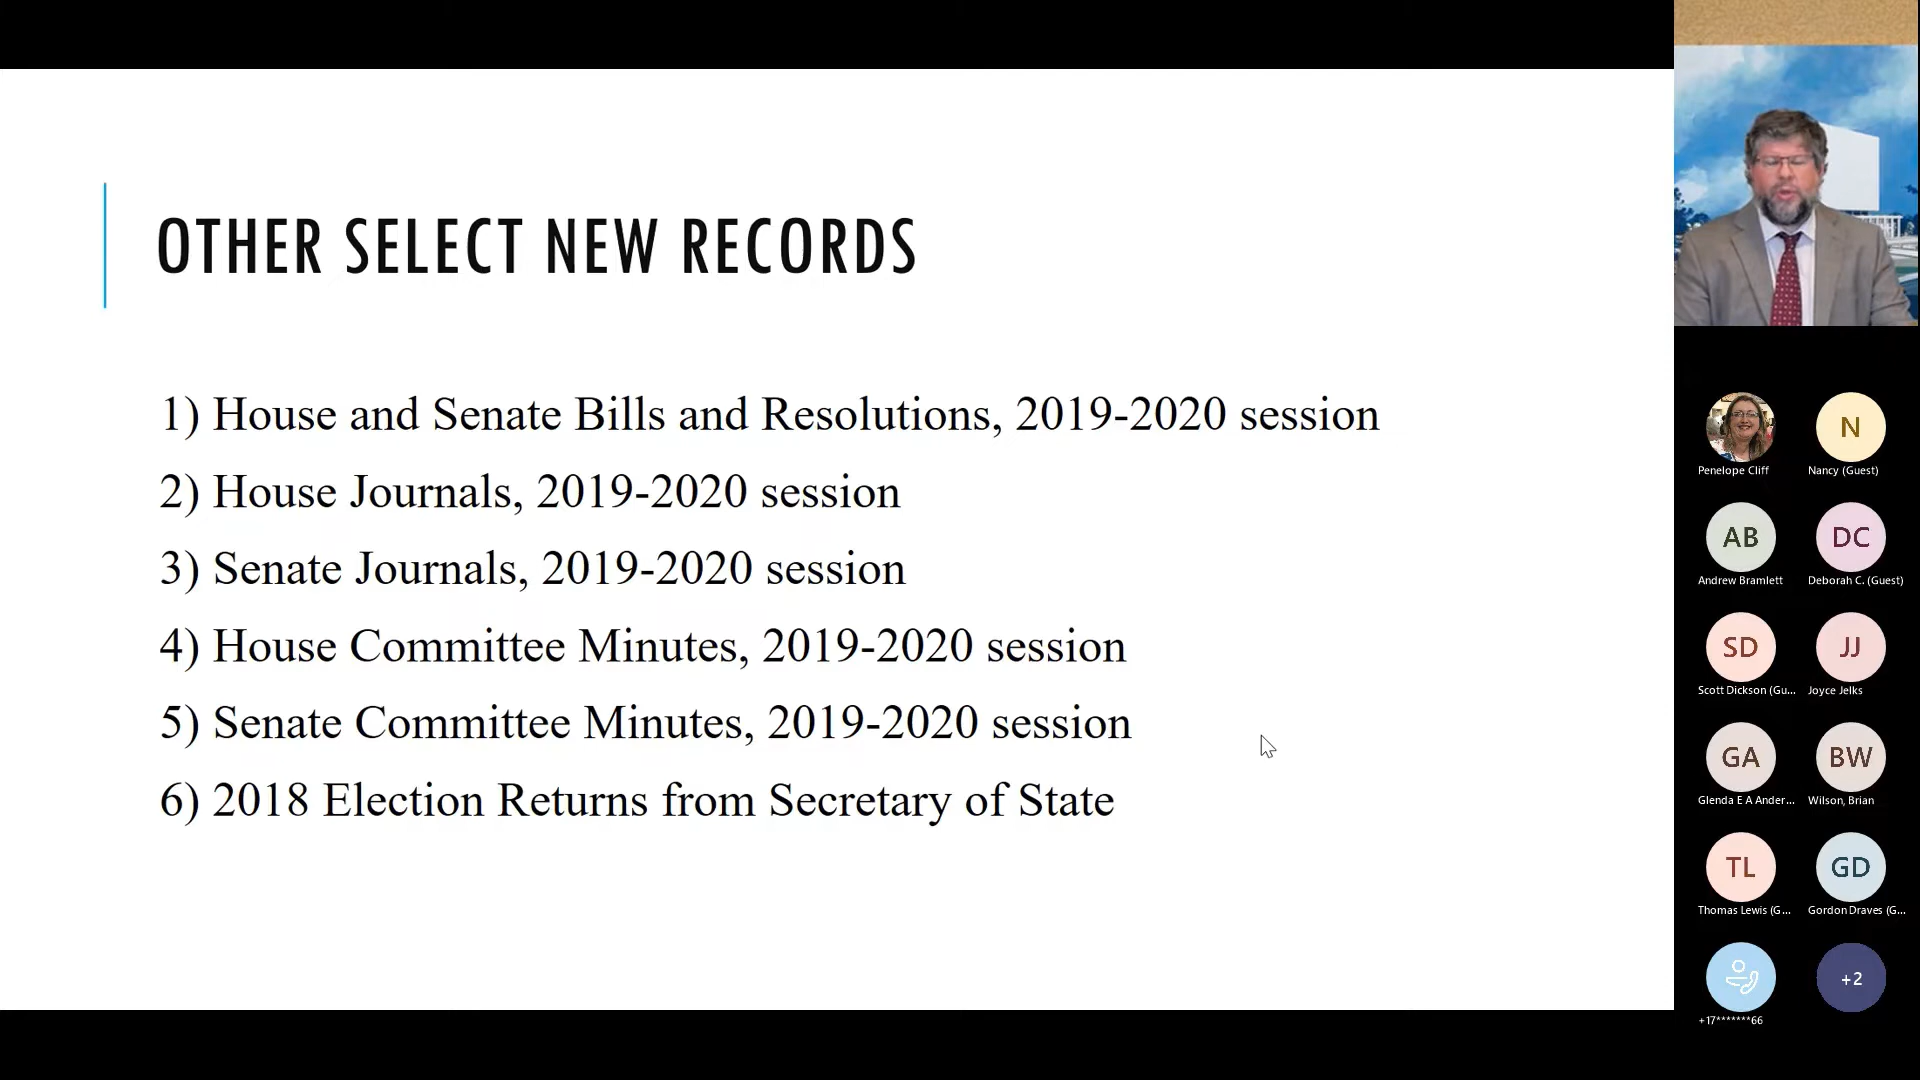 OTHER SELECT NEW RECORDS
1) House and Senate Bills and Resolutions, 2019-2020 session
2) House Journals, 2019-2020 session
3) Senate Journals, 2019-2020 session
4) House Committee Minutes, 2019-2020 session
5) Senate Committee Minutes, 2019-2020 session
6) 2018 Election Returns from Secretary of State
Penelope Cliff
N
Nancy (Guest)
AB
Andrew Bramlett
DC
Deborah C. (Guest)
SD
Scott Dickson (Gu...
JJ
Joyce Jelks
GA
Glenda E A Ander...
BW
Wilson, Brian
TL
Thomas Lewis (G...
GD
Gordon Draves (G...
+17*******66
+2